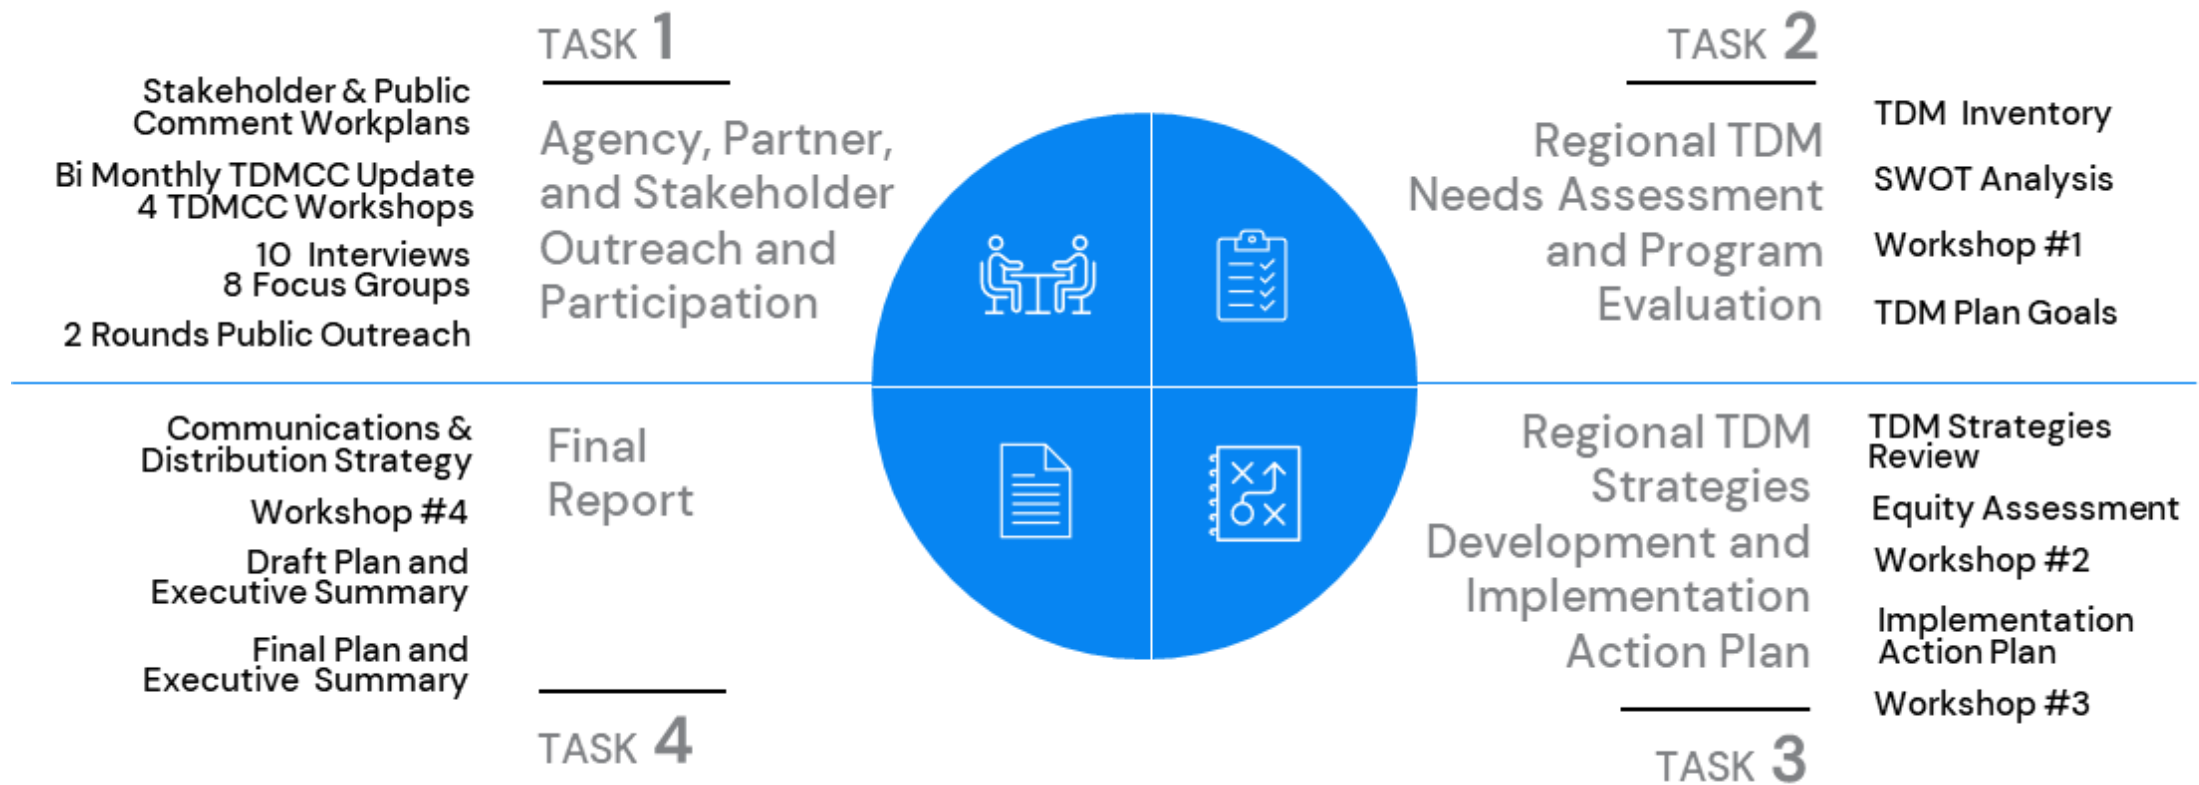 TASK 1
Agency, Partner,
and Stakeholder
Outreach and
Participation
Stakeholder & Public
Comment Workplans
Bi Monthly TDMCC Update
4 TDMCC Workshops
10 Interviews
8 Focus Groups
2 Rounds Public Outreach
TASK 2
Regional TDM
Needs Assessment
and Program
Evaluation
TDM Inventory
SWOT Analysis
Workshop #1
TDM Plan Goals
Regional TDM
Strategies
Development and
Implementation
Action Plan
TASK 3
TDM Strategies
Review
Equity Assessment
Workshop #2
Implementation
Action Plan
Workshop #3
Final
Report
TASK 4
Communications &
Distribution Strategy
Workshop #4
Draft Plan and
Executive Summary
Final Plan and
Executive Summary